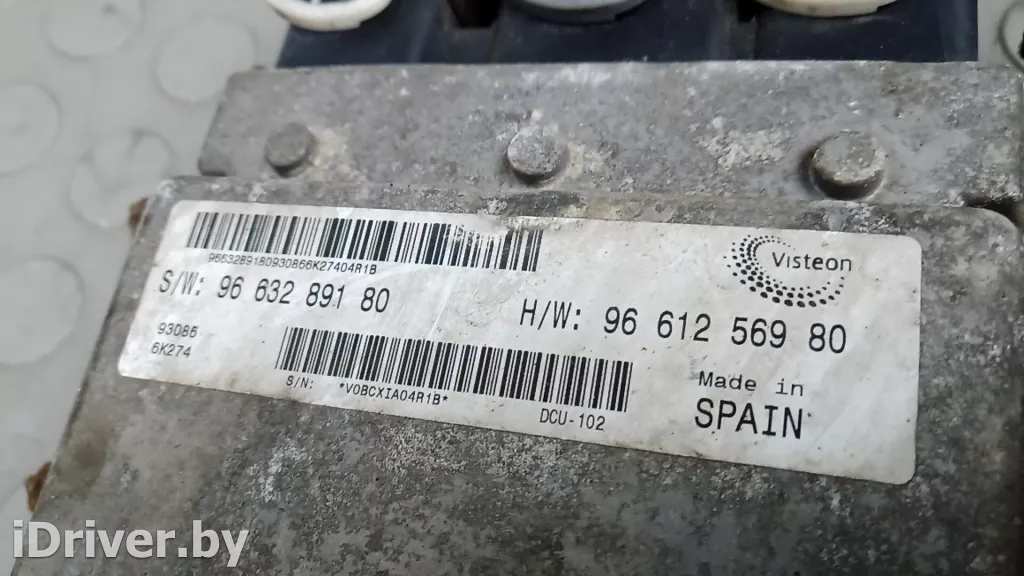 9663289180930866K27404R1B
Visteon
S/W: 96 632 891 80
H/W: 96 612 569 80
93086
6K274
S/N: *V0BCXIA04R1B*
DCU-102
Made in
SPAIN
iDriver.by